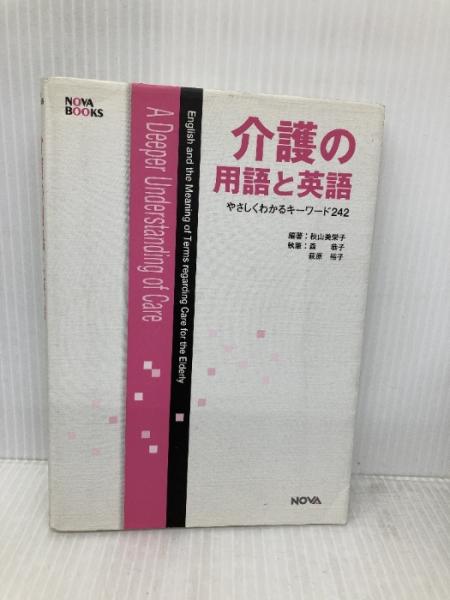 NOVA
BOOKS
A Deeper Understanding of Care
English and the Meaning of Terms regarding Care for the Elderly
介護の
用語と英語
やさしくわかるキーワード242
編著：秋山美栄子
執筆：森 恭子
萩原 裕子
NOVA